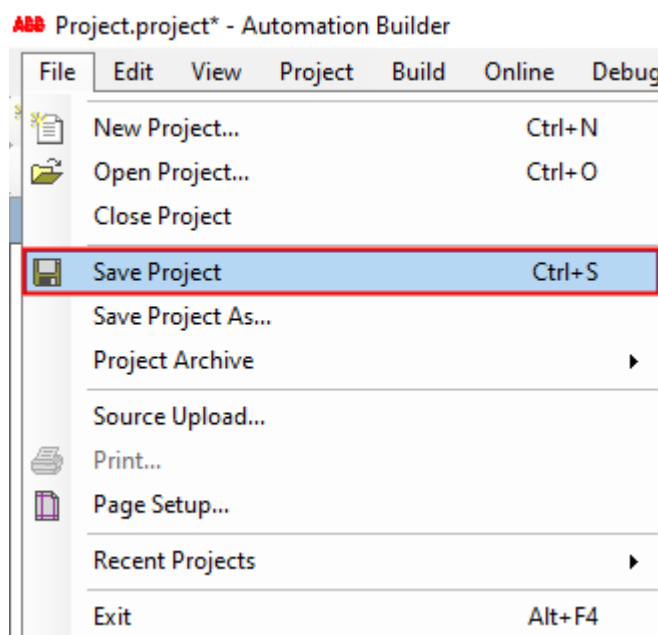 ABB Project.project* - Automation Builder
File Edit View Project Build Online Debug
New Project... Ctrl+N
Open Project... Ctrl+O
Close Project
Save Project Ctrl+S
Save Project As...
Project Archive
Source Upload...
Print...
Page Setup...
Recent Projects
Exit Alt+F4